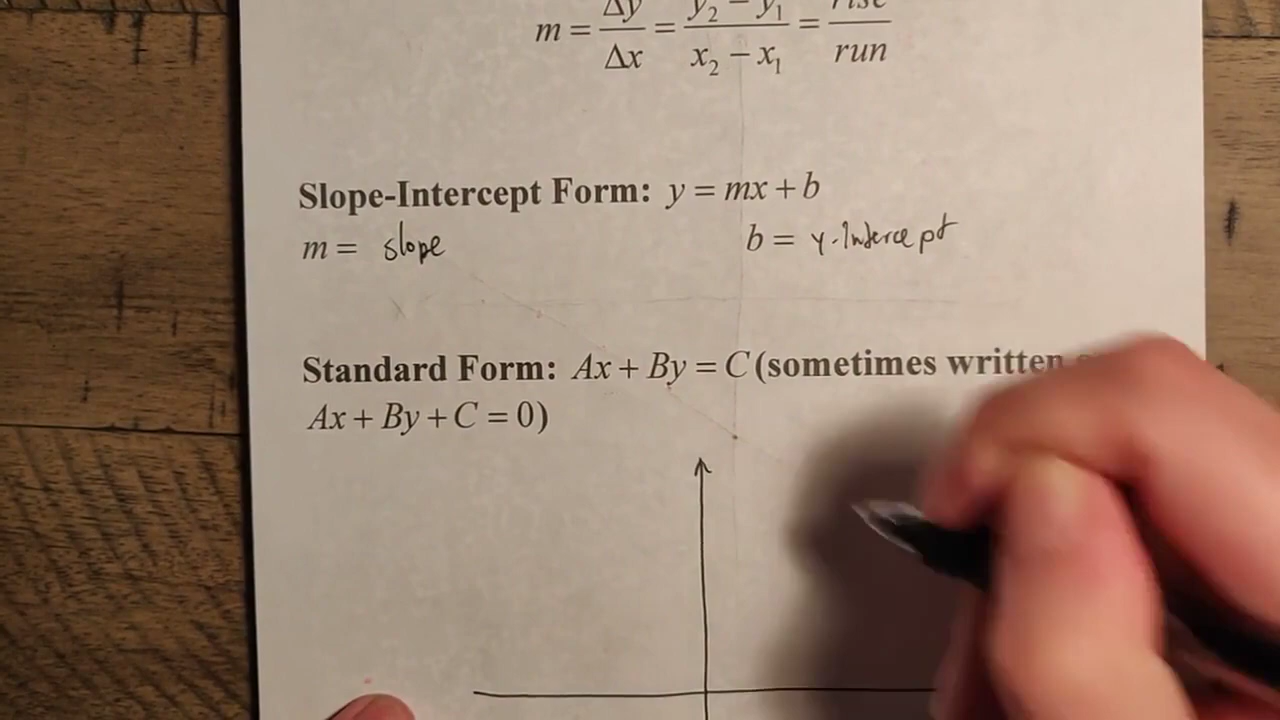 m = Δy/Δx = y₂ − y₁/x₂ − x₁ = rise/run
Slope-Intercept Form: y = mx + b
m = slope b = y-Intercept
Standard Form: Ax + By = C (sometimes written
Ax + By + C = 0)